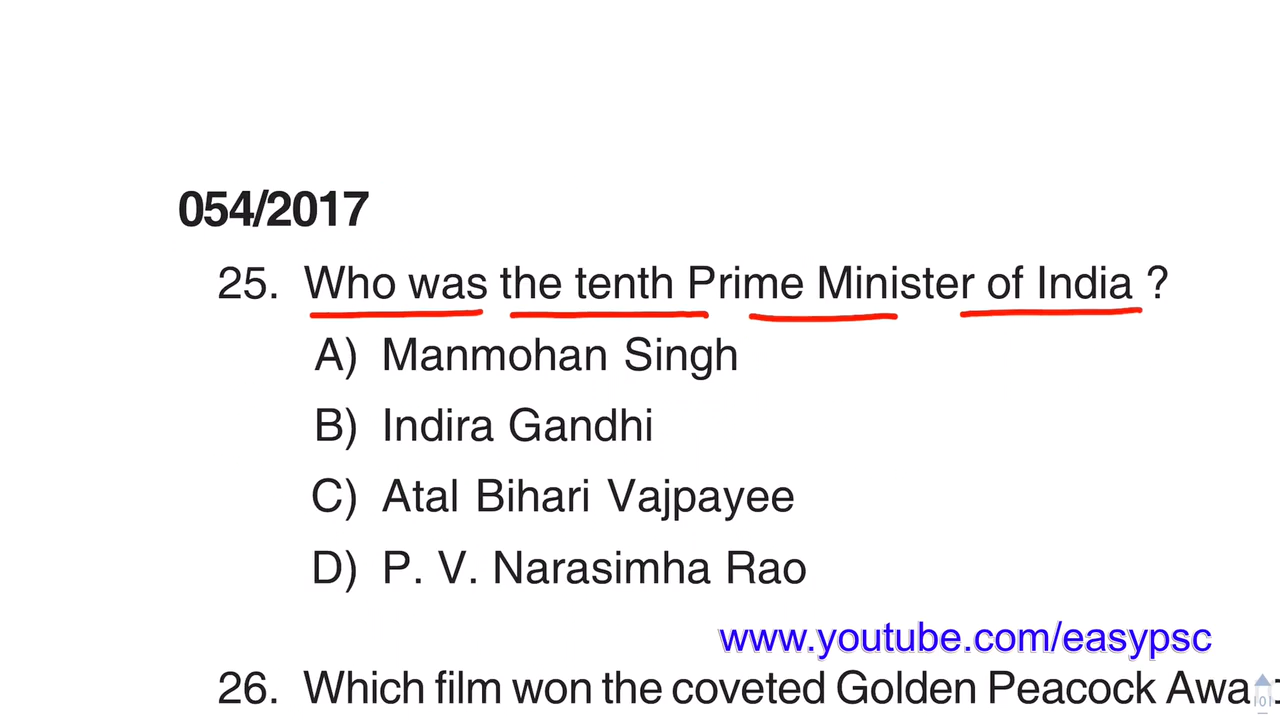 054/2017
25. Who was the tenth Prime Minister of India ?
A) Manmohan Singh
B) Indira Gandhi
C) Atal Bihari Vajpayee
D) P. V. Narasimha Rao
www.youtube.com/easypsc
26. Which film won the coveted Golden Peacock Awa